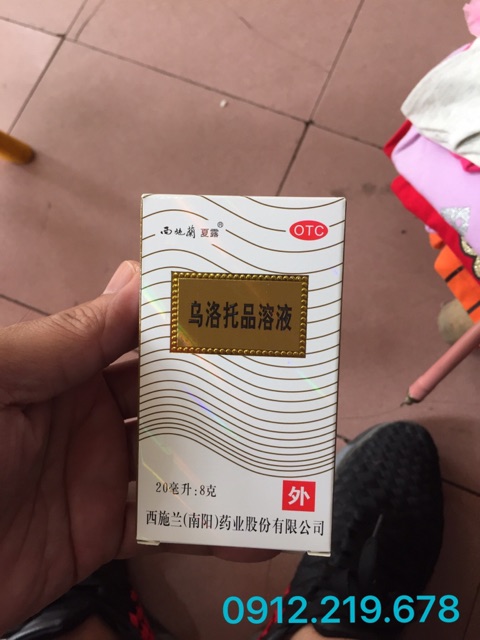 西施蘭 夏露®
OTC
乌洛托品溶液
20毫升:8克
外
西施兰(南阳)药业股份有限公司
0912.219.678